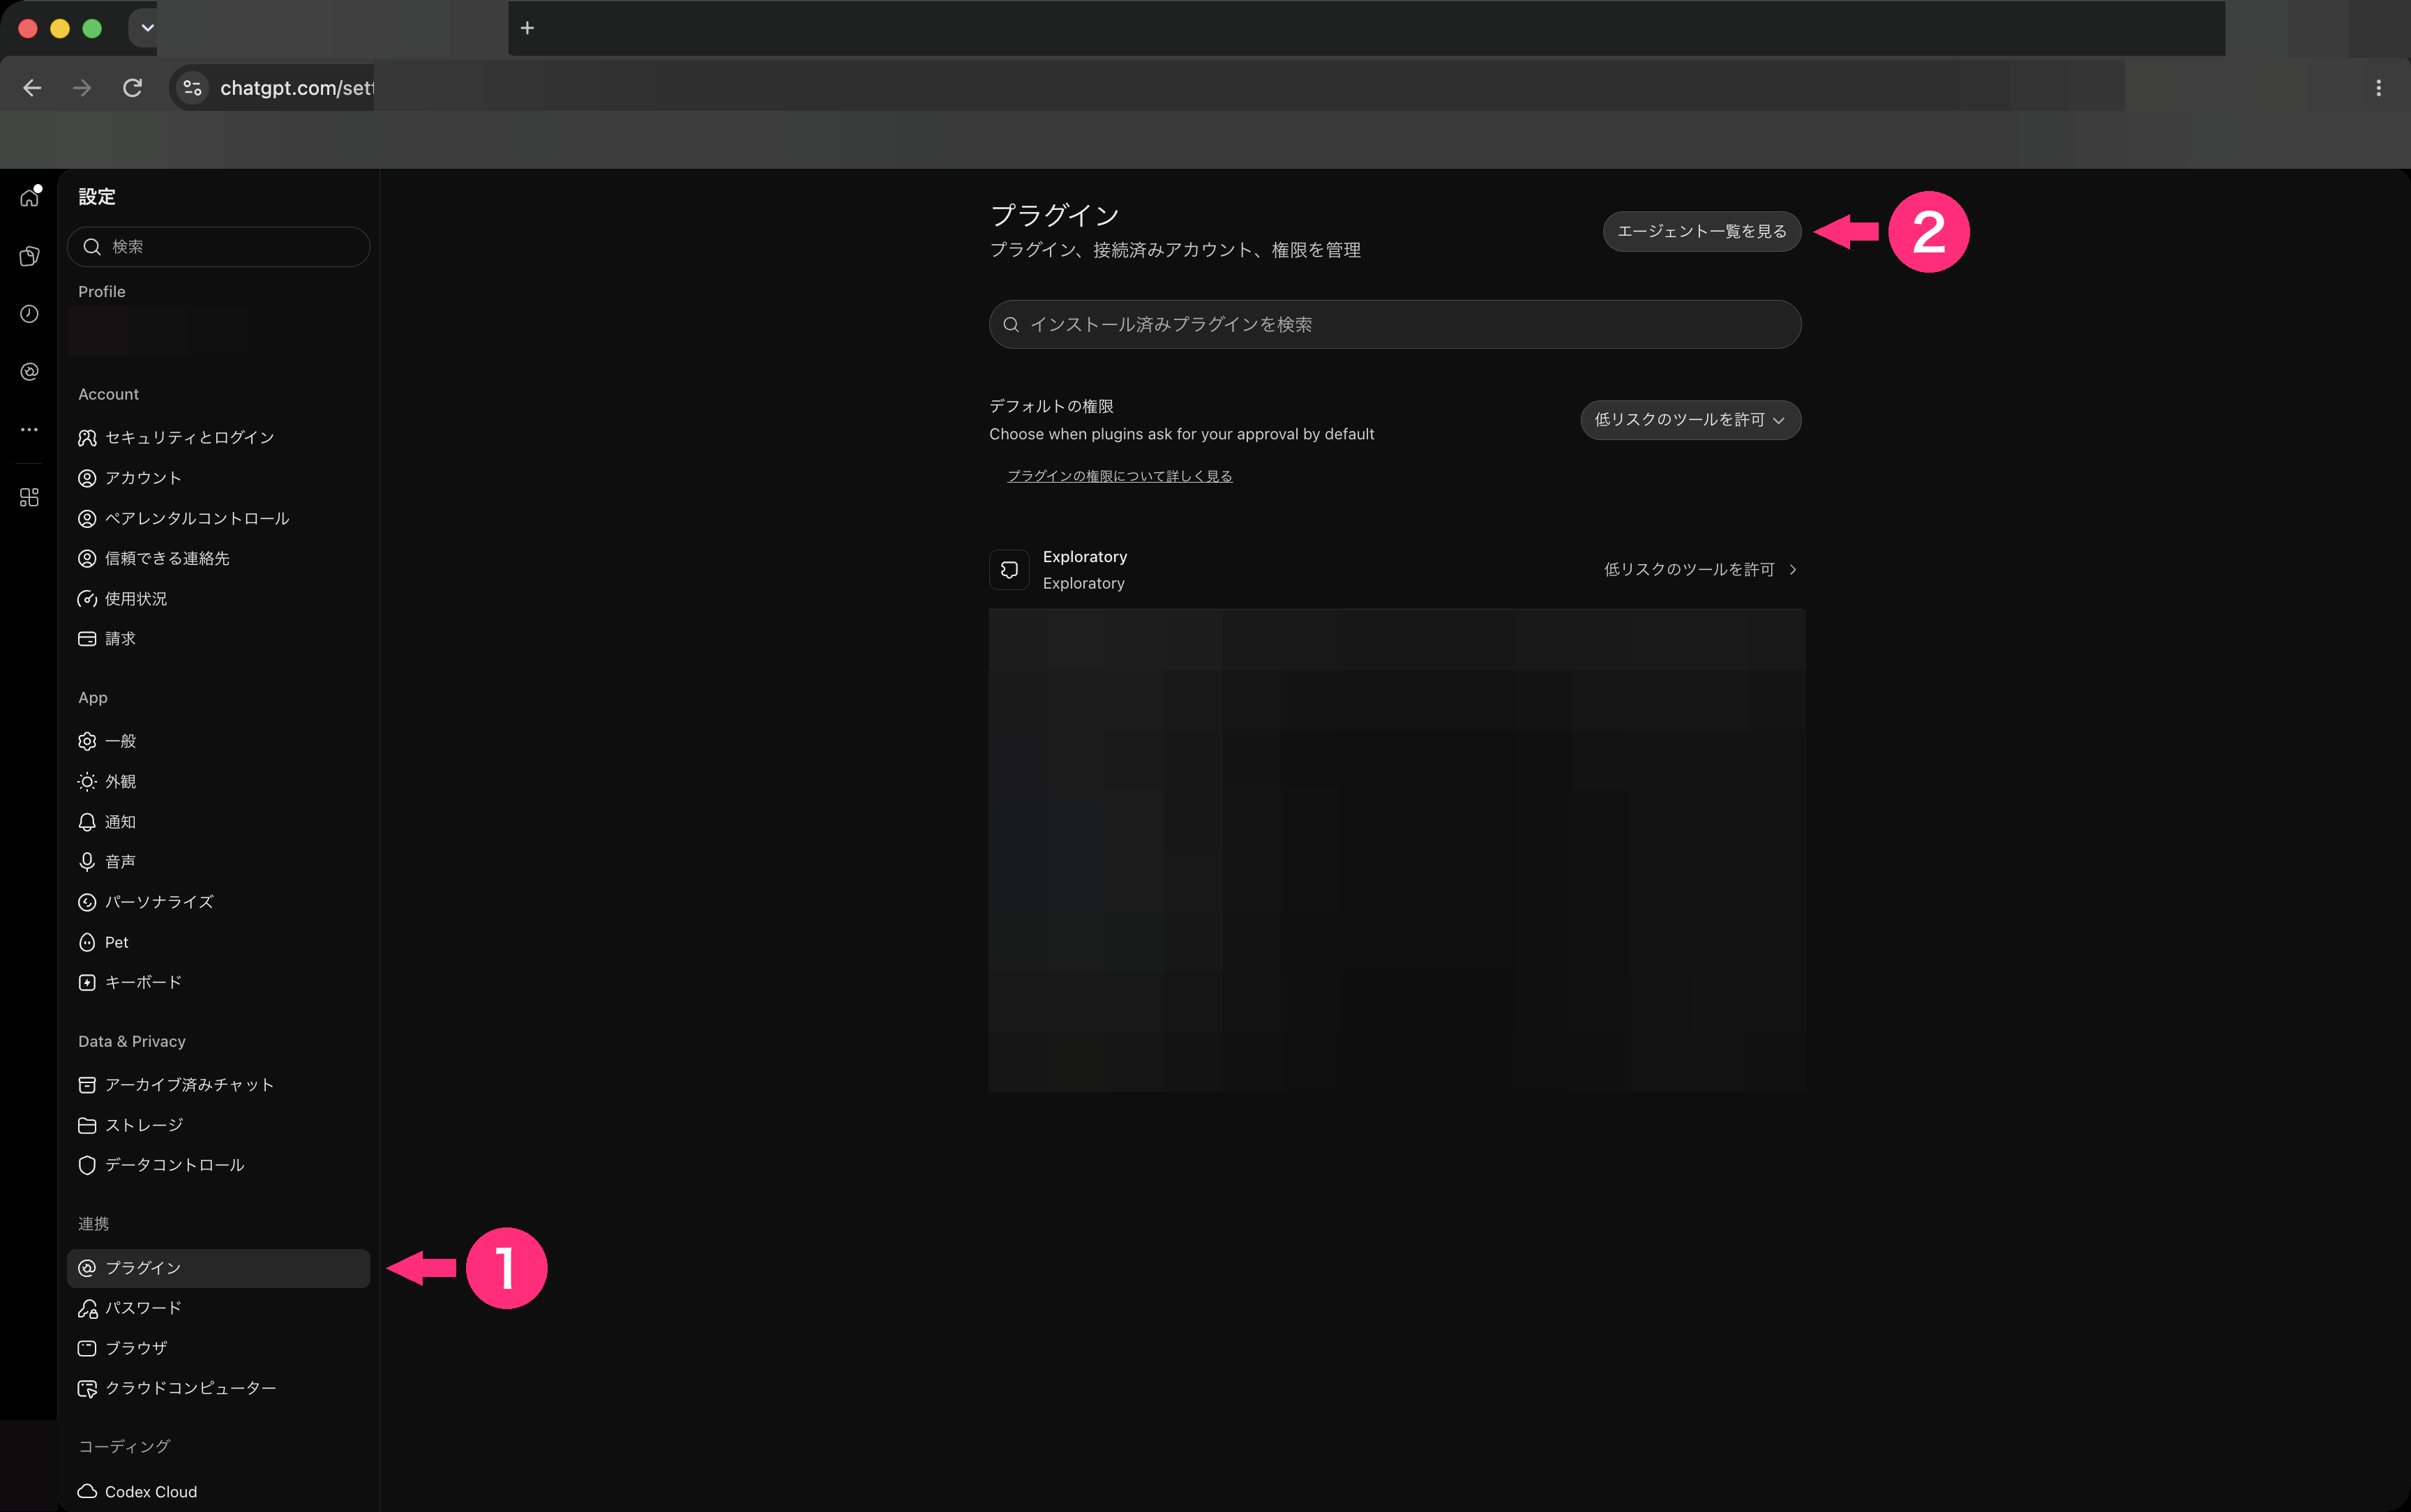 chatgpt.com/sett
設定
検索
Profile
Account
セキュリティとログイン
アカウント
ペアレンタルコントロール
信頼できる連絡先
使用状況
請求
App
一般
外観
通知
音声
パーソナライズ
Pet
キーボード
Data & Privacy
アーカイブ済みチャット
ストレージ
データコントロール
連携
プラグイン
1
パスワード
ブラウザ
クラウドコンピューター
コーディング
Codex Cloud
プラグイン
プラグイン、接続済みアカウント、権限を管理
エージェント一覧を見る
2
インストール済みプラグインを検索
デフォルトの権限
Choose when plugins ask for your approval by default
低リスクのツールを許可
プラグインの権限について詳しく見る
Exploratory
Exploratory
低リスクのツールを許可